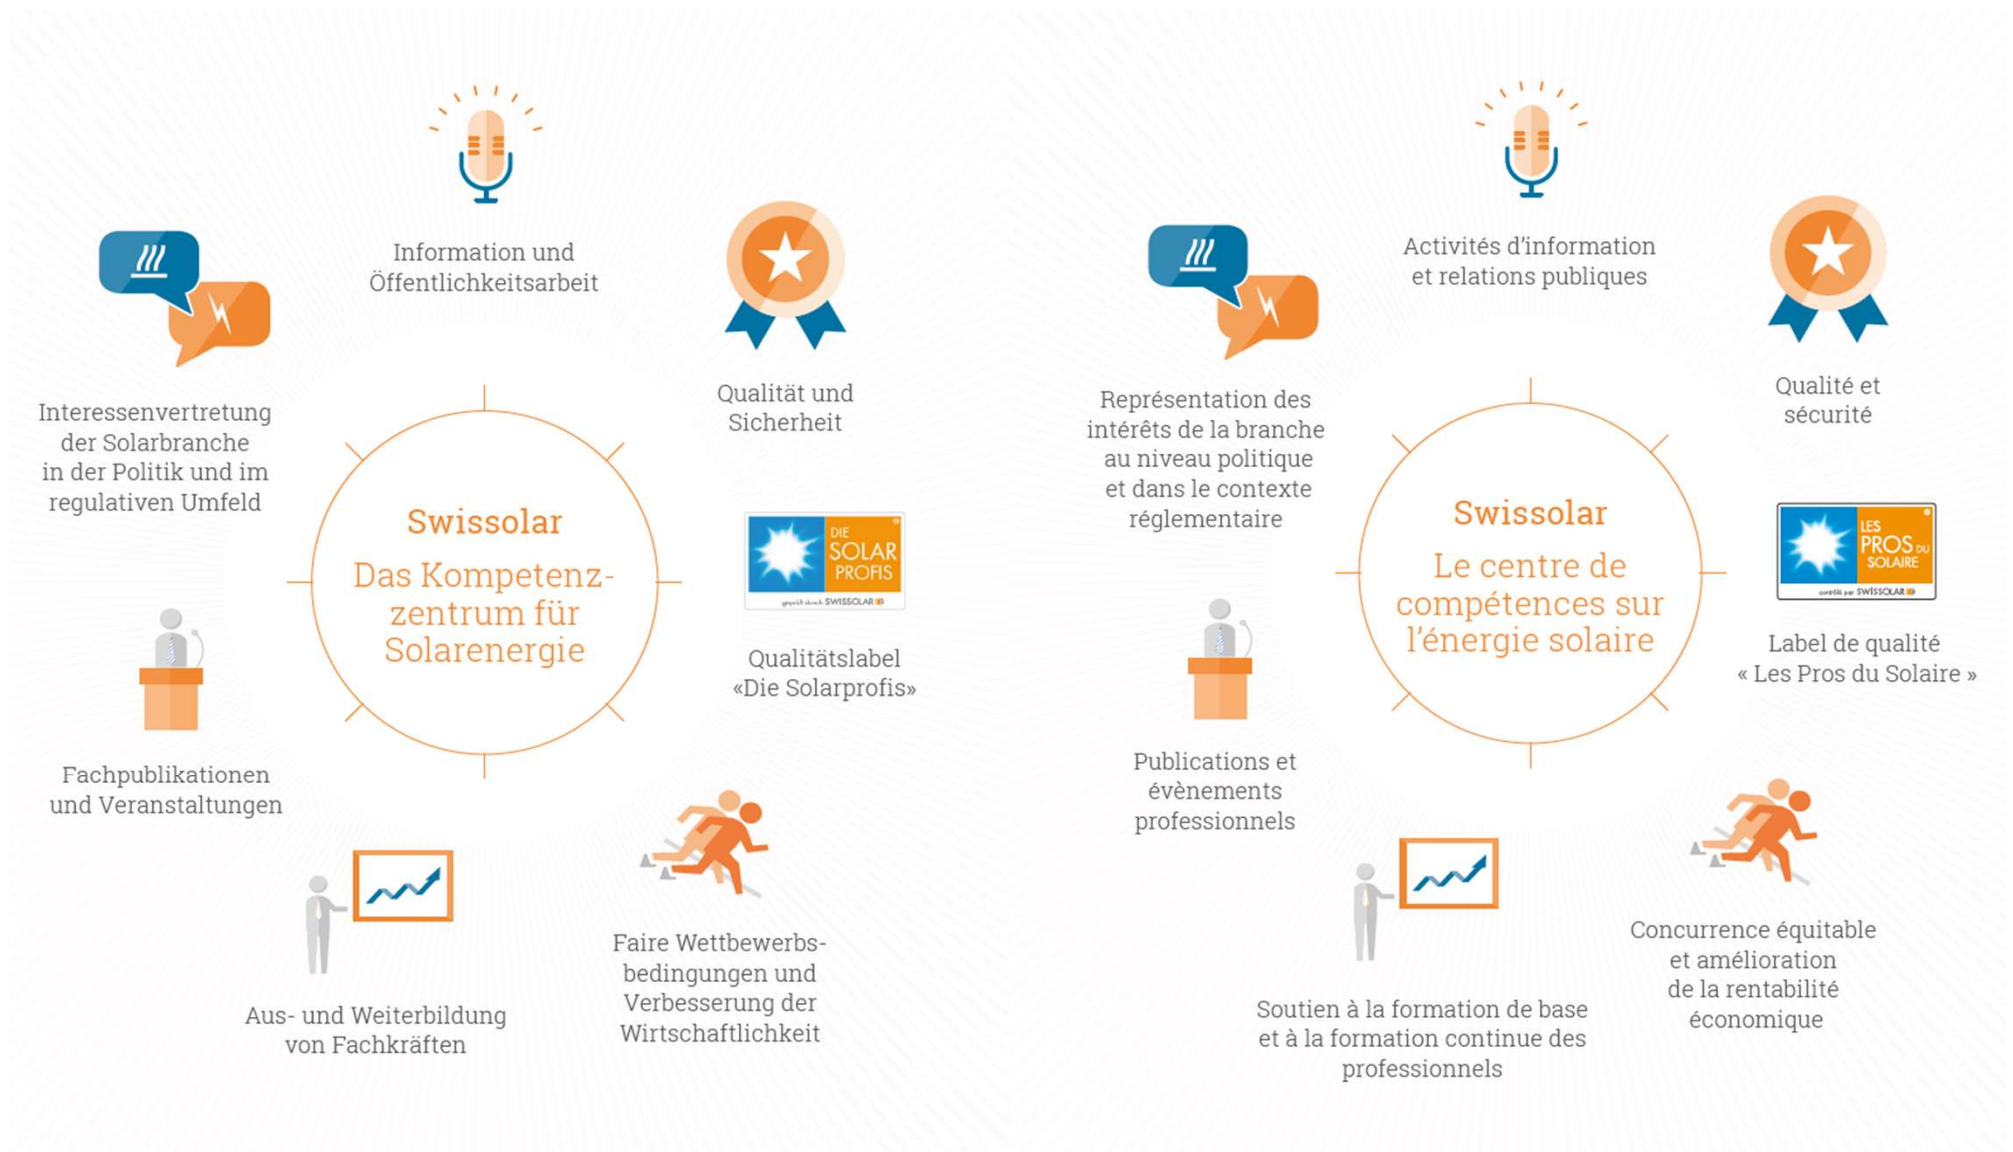 Information und
Öffentlichkeitsarbeit
Qualität und
Sicherheit
DIE
SOLAR
PROFIS
®
geprüft durch SWISSOLAR
Qualitätslabel
«Die Solarprofis»
Faire Wettbewerbs-
bedingungen und
Verbesserung der
Wirtschaftlichkeit
Aus- und Weiterbildung
von Fachkräften
Fachpublikationen
und Veranstaltungen
Interessenvertretung
der Solarbranche
in der Politik und im
regulativen Umfeld
Swissolar
Das Kompetenz-
zentrum für
Solarenergie
Activités d'information
et relations publiques
Qualité et
sécurité
LES
PROS DU
SOLAIRE
®
contrôlé par SWISSOLAR
Label de qualité
« Les Pros du Solaire »
Concurrence équitable
et amélioration
de la rentabilité
économique
Soutien à la formation de base
et à la formation continue des
professionnels
Publications et
évènements
professionnels
Représentation des
intérêts de la branche
au niveau politique
et dans le contexte
réglementaire
Swissolar
Le centre de
compétences sur
l'énergie solaire